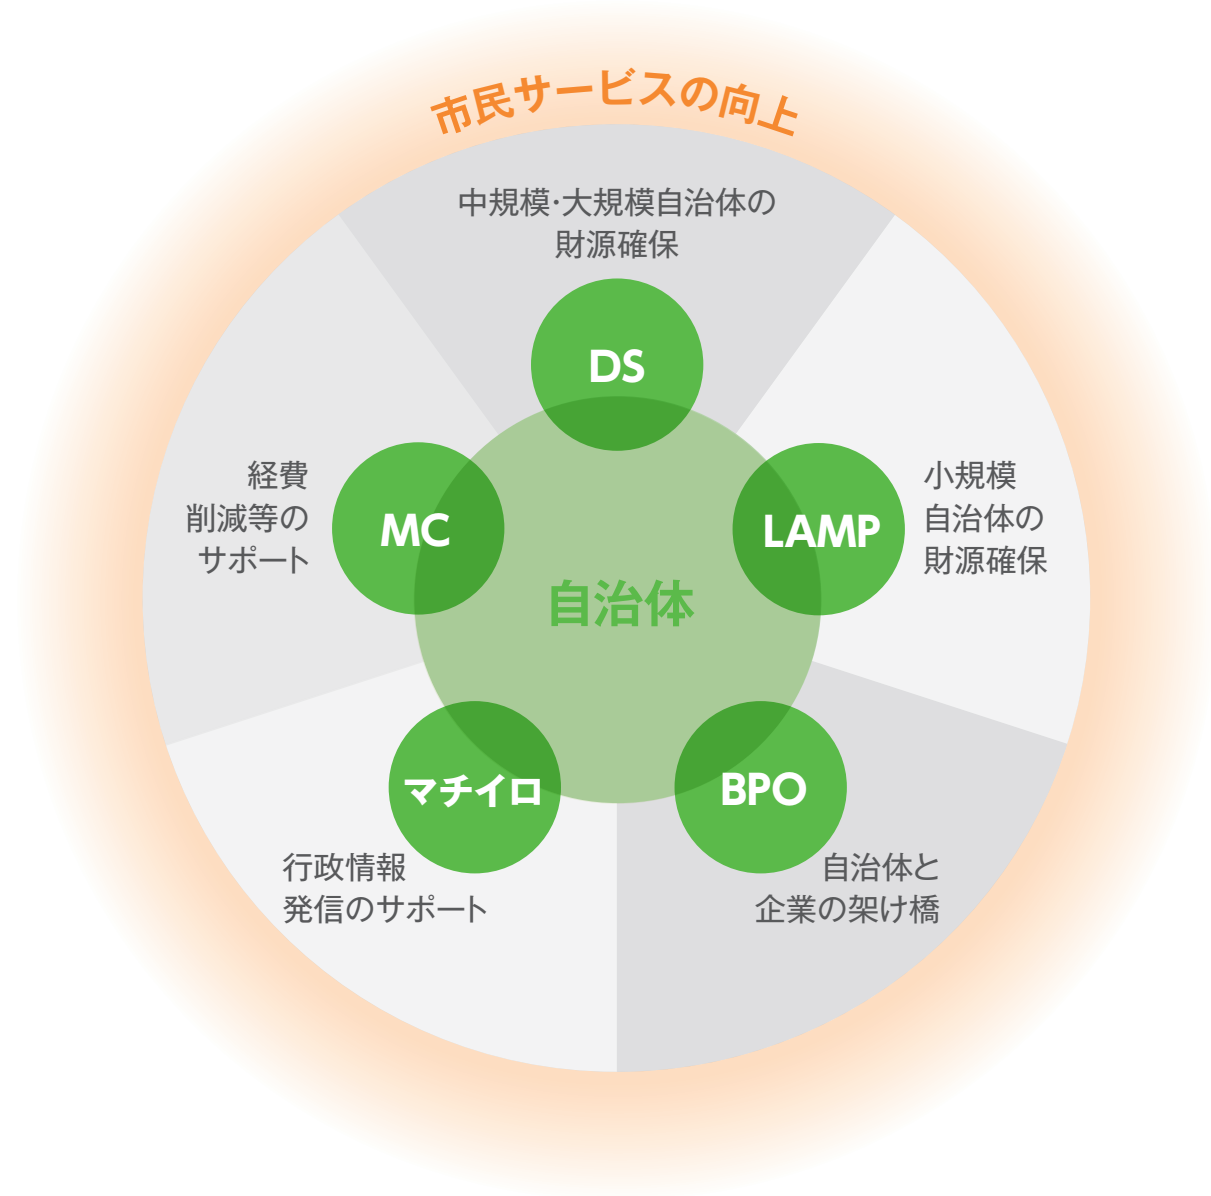 市民サービスの向上
中規模・大規模自治体の
財源確保
DS
経費
削減等の
サポート
MC
LAMP
小規模
自治体の
財源確保
自治体
マチイロ
行政情報
発信のサポート
BPO
自治体と
企業の架け橋